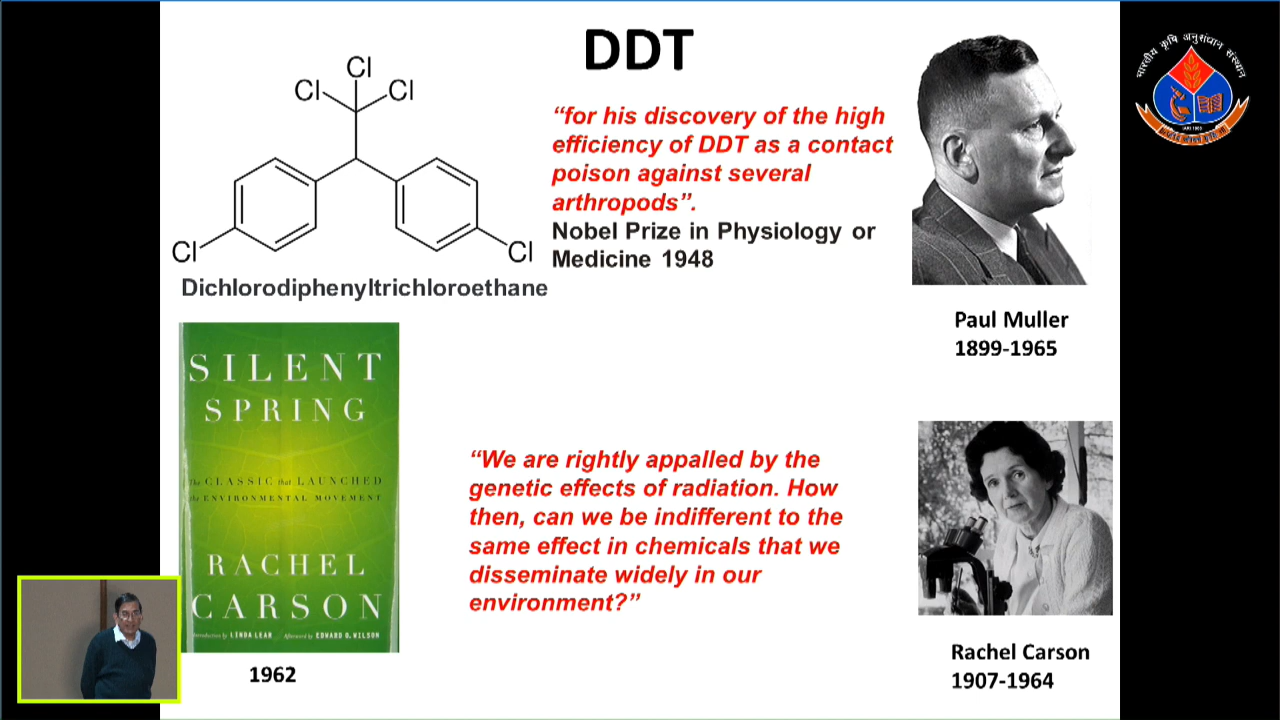 DDT
Cl
Cl
Cl
Cl
Cl
Dichlorodiphenyltrichloroethane
“for his discovery of the high
efficiency of DDT as a contact
poison against several
arthropods”.
Nobel Prize in Physiology or
Medicine 1948
Paul Muller
1899-1965
भारतीय कृषि अनुसंधान संस्थान
SILENT
SPRING
The CLASSIC that LAUNCHED
the ENVIRONMENTAL MOVEMENT
RACHEL
CARSON
Introduction by LINDA LEAR Afterword by EDWARD O. WILSON
1962
“We are rightly appalled by the
genetic effects of radiation. How
then, can we be indifferent to the
same effect in chemicals that we
disseminate widely in our
environment?”
Rachel Carson
1907-1964